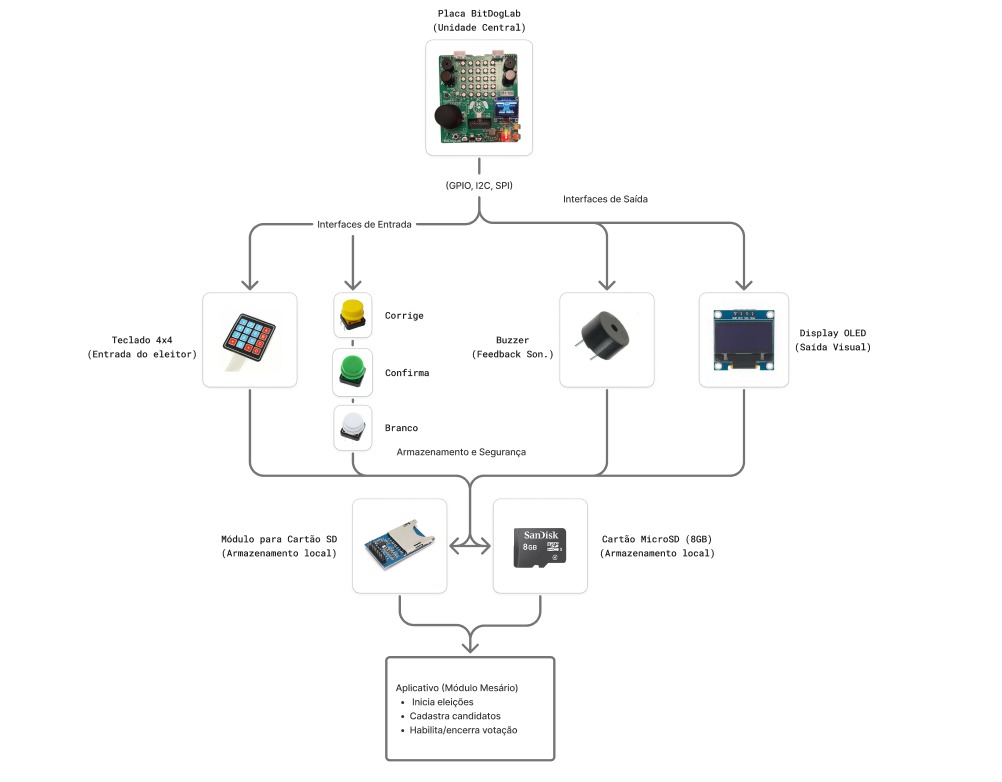 Placa BitDogLab
(Unidade Central)
(GPIO, I2C, SPI)
Interfaces de Saída
Interfaces de Entrada
Corrige
Teclado 4x4
(Entrada do eleitor)
Confirma
Buzzer
(Feedback Son.)
Display OLED
(Saída Visual)
Branco
Armazenamento e Segurança
Módulo para Cartão SD
(Armazenamento local)
SanDisk
8GB
Cartão MicroSD (8GB)
(Armazenamento local)
Aplicativo (Módulo Mesário)
• Inicia eleições
• Cadastra candidatos
• Habilita/encerra votação